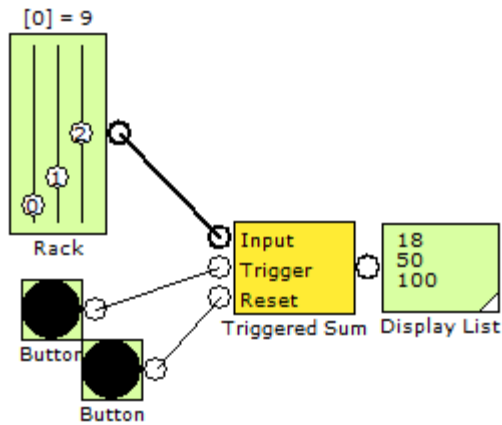 [0] = 9
2
1
0
Rack
Input
Trigger
Reset
Triggered Sum
18
50
100
Display List
Button
Button